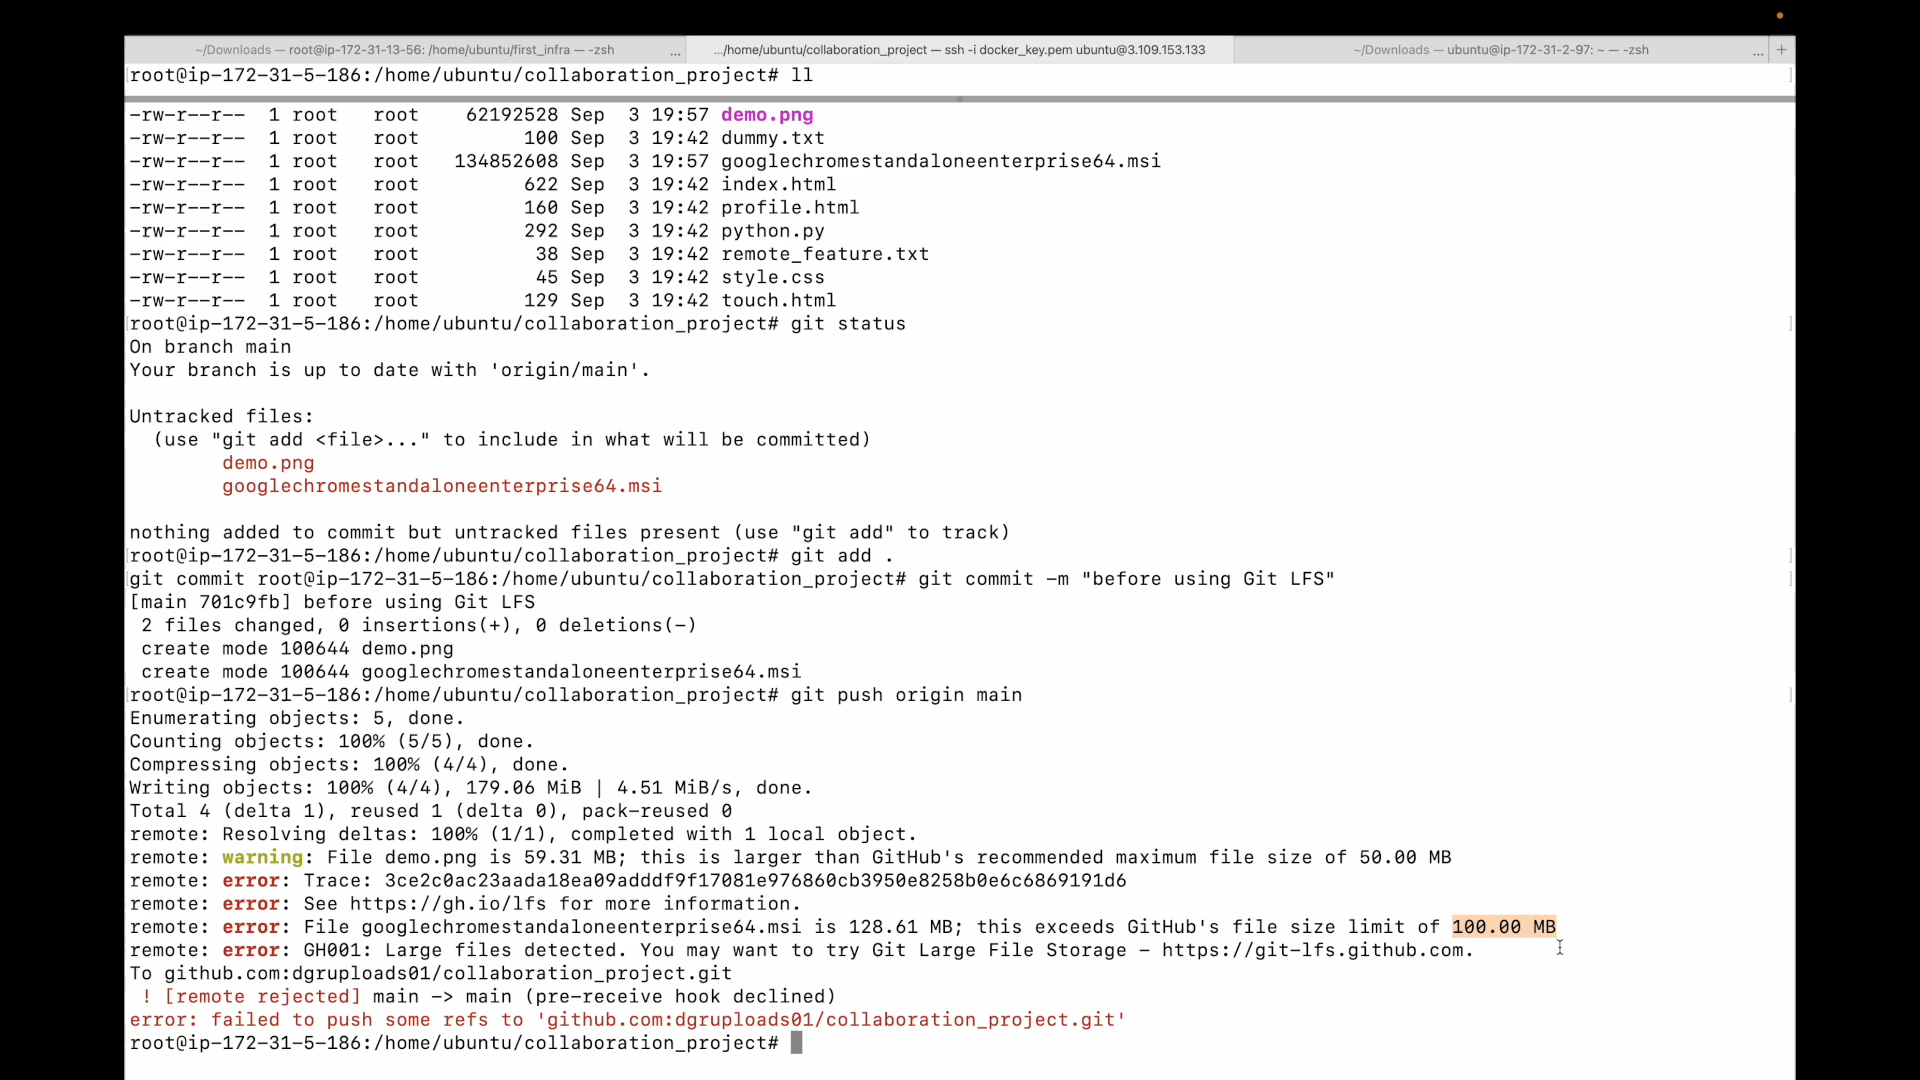 ~/Downloads — root@ip-172-31-13-56: /home/ubuntu/first_infra — -zsh ... .../home/ubuntu/collaboration_project — ssh -i docker_key.pem ubuntu@3.109.153.133 ~/Downloads — ubuntu@ip-172-31-2-97: ~ — -zsh ... +
root@ip-172-31-5-186:/home/ubuntu/collaboration_project# ll
-rw-r--r-- 1 root root 62192528 Sep 3 19:57 demo.png
-rw-r--r-- 1 root root 100 Sep 3 19:42 dummy.txt
-rw-r--r-- 1 root root 134852608 Sep 3 19:57 googlechromestandaloneenterprise64.msi
-rw-r--r-- 1 root root 622 Sep 3 19:42 index.html
-rw-r--r-- 1 root root 160 Sep 3 19:42 profile.html
-rw-r--r-- 1 root root 292 Sep 3 19:42 python.py
-rw-r--r-- 1 root root 38 Sep 3 19:42 remote_feature.txt
-rw-r--r-- 1 root root 45 Sep 3 19:42 style.css
-rw-r--r-- 1 root root 129 Sep 3 19:42 touch.html
root@ip-172-31-5-186:/home/ubuntu/collaboration_project# git status
On branch main
Your branch is up to date with 'origin/main'.
Untracked files:
(use "git add <file>..." to include in what will be committed)
demo.png
googlechromestandaloneenterprise64.msi
nothing added to commit but untracked files present (use "git add" to track)
root@ip-172-31-5-186:/home/ubuntu/collaboration_project# git add .
git commit root@ip-172-31-5-186:/home/ubuntu/collaboration_project# git commit -m "before using Git LFS"
[main 701c9fb] before using Git LFS
2 files changed, 0 insertions(+), 0 deletions(-)
create mode 100644 demo.png
create mode 100644 googlechromestandaloneenterprise64.msi
root@ip-172-31-5-186:/home/ubuntu/collaboration_project# git push origin main
Enumerating objects: 5, done.
Counting objects: 100% (5/5), done.
Compressing objects: 100% (4/4), done.
Writing objects: 100% (4/4), 179.06 MiB | 4.51 MiB/s, done.
Total 4 (delta 1), reused 1 (delta 0), pack-reused 0
remote: Resolving deltas: 100% (1/1), completed with 1 local object.
remote: warning: File demo.png is 59.31 MB; this is larger than GitHub's recommended maximum file size of 50.00 MB
remote: error: Trace: 3ce2c0ac23aada18ea09adddf9f17081e976860cb3950e8258b0e6c6869191d6
remote: error: See https://gh.io/lfs for more information.
remote: error: File googlechromestandaloneenterprise64.msi is 128.61 MB; this exceeds GitHub's file size limit of 100.00 MB
remote: error: GH001: Large files detected. You may want to try Git Large File Storage - https://git-lfs.github.com.
To github.com:dgruploads01/collaboration_project.git
! [remote rejected] main -> main (pre-receive hook declined)
error: failed to push some refs to 'github.com:dgruploads01/collaboration_project.git'
root@ip-172-31-5-186:/home/ubuntu/collaboration_project#